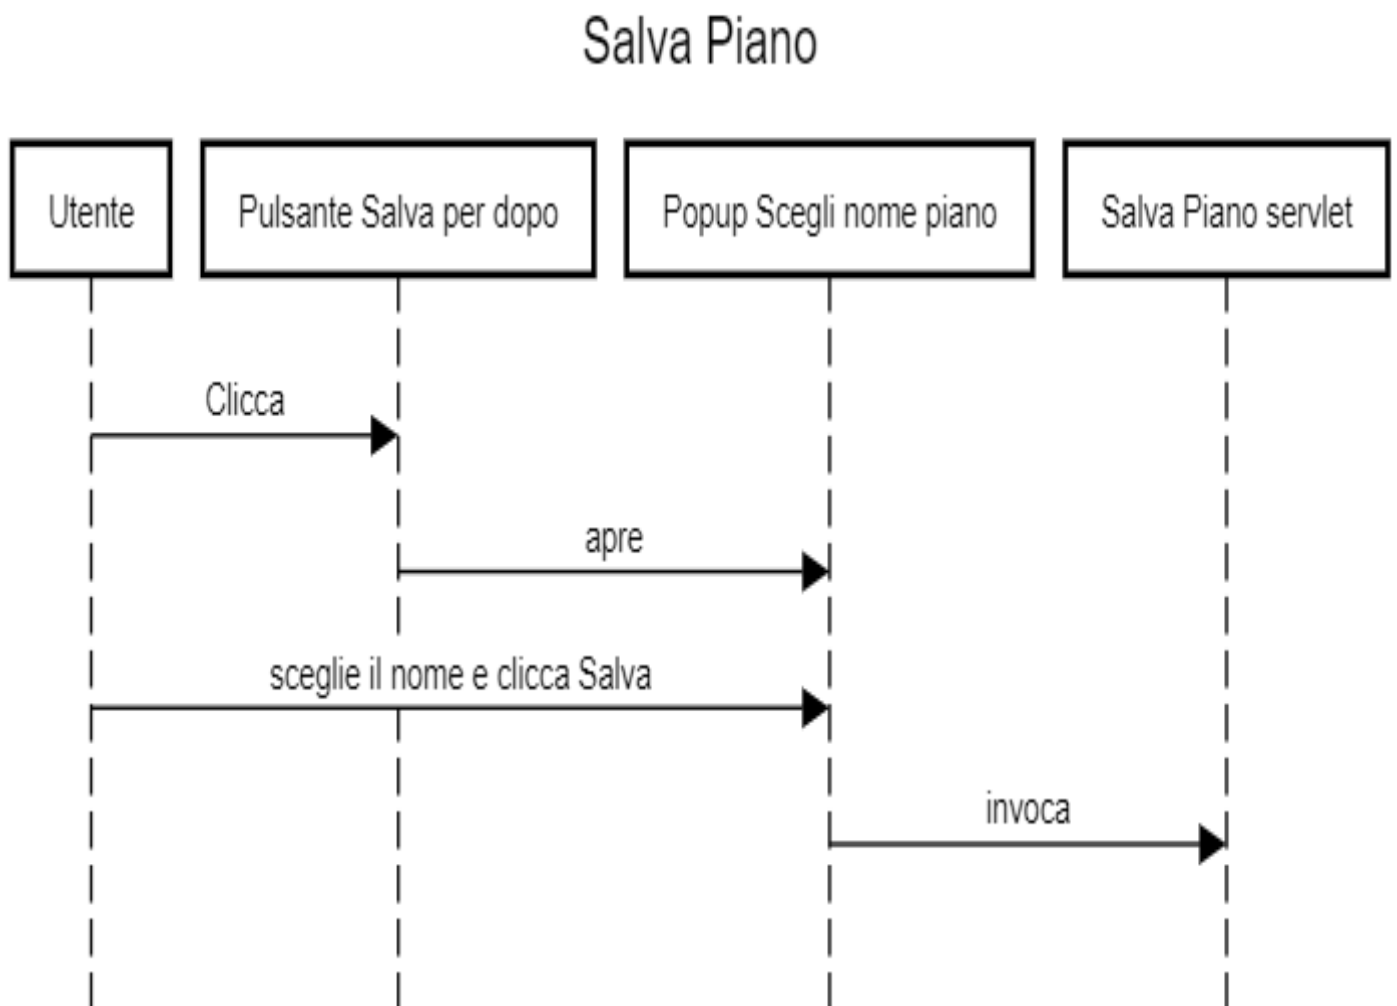 Salva Piano
Utente
Pulsante Salva per dopo
Popup Scegli nome piano
Salva Piano servlet
Clicca
apre
sceglie il nome e clicca Salva
invoca